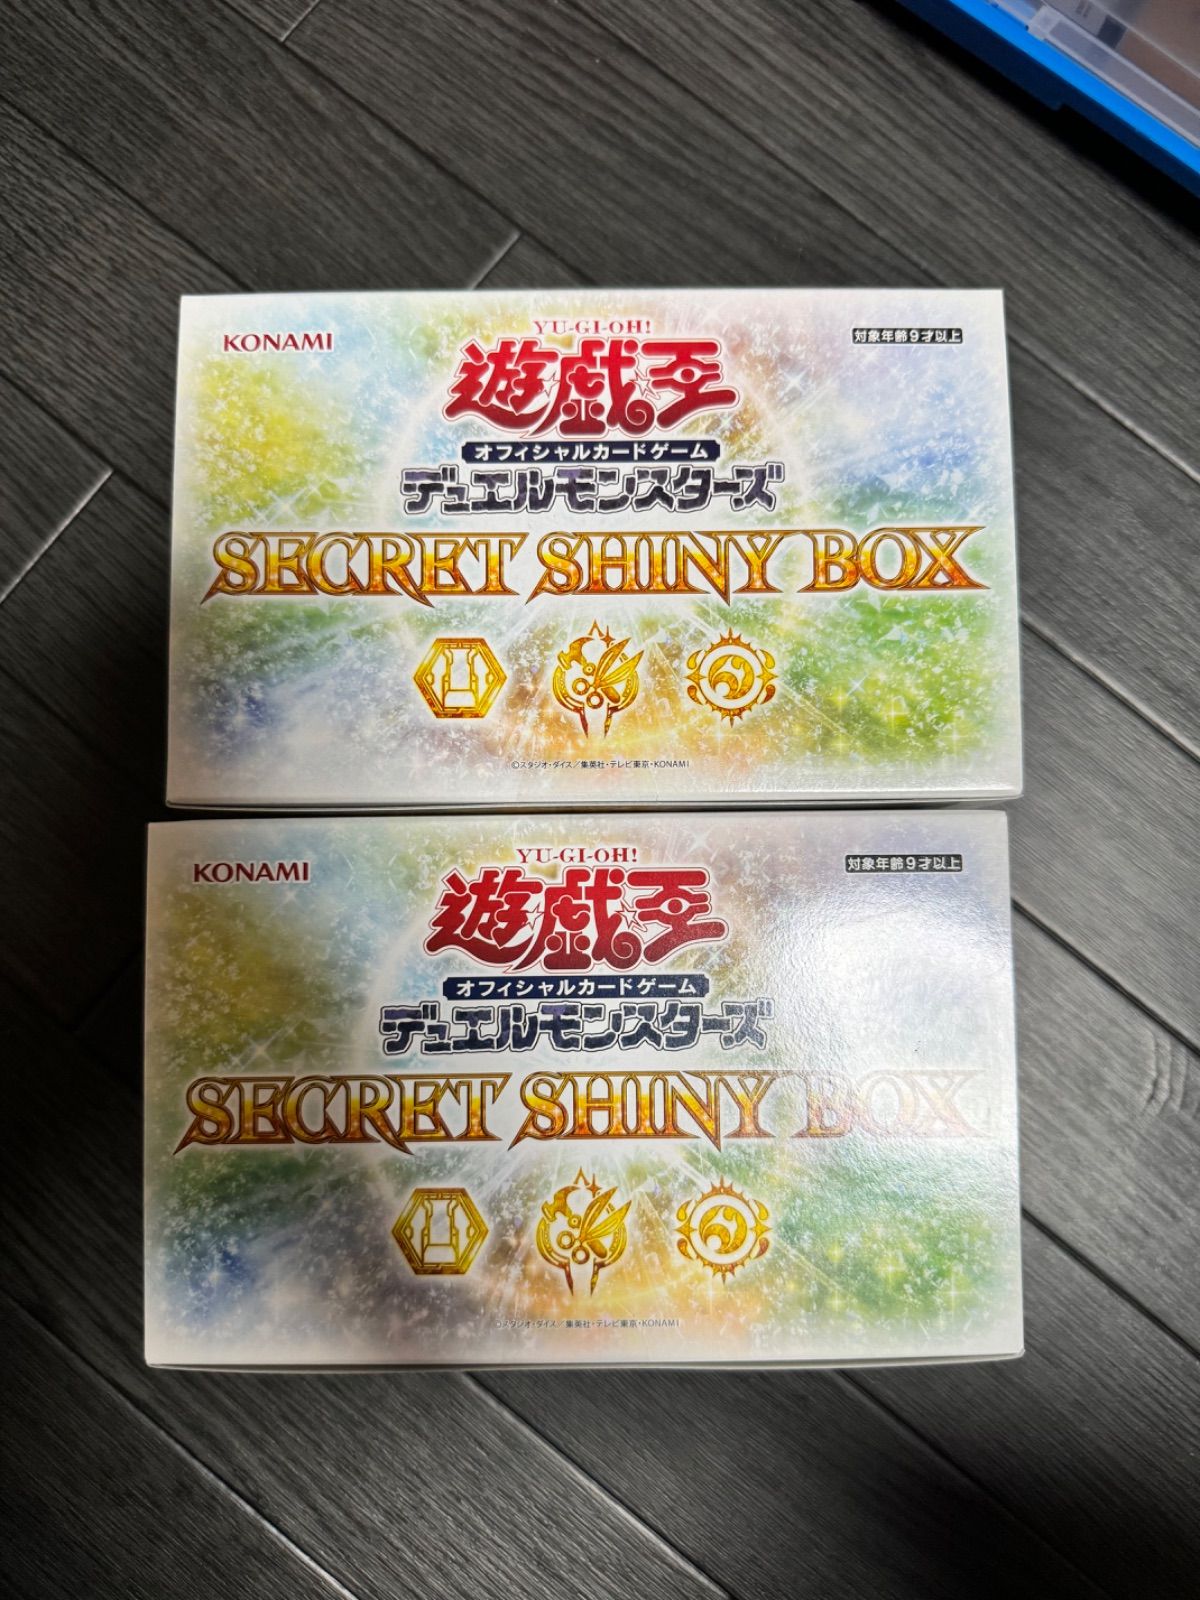 KONAMI
YU-GI-OH!
対象年齢9才以上
遊戯王
オフィシャルカードゲーム
デュエルモンスターズ
SECRET SHINY BOX
©スタジオ・ダイス／集英社・テレビ東京・KONAMI
KONAMI
YU-GI-OH!
対象年齢9才以上
遊戯王
オフィシャルカードゲーム
デュエルモンスターズ
SECRET SHINY BOX
©スタジオ・ダイス／集英社・テレビ東京・KONAMI